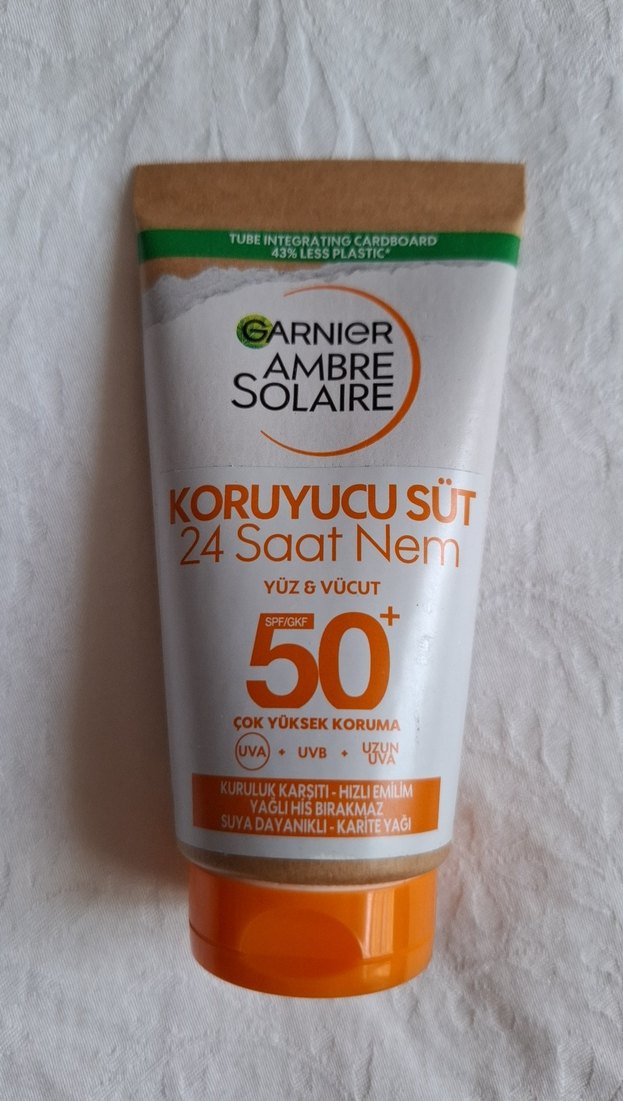 TUBE INTEGRATING CARDBOARD
43% LESS PLASTIC*
GARNIER
AMBRE
SOLAIRE
KORUYUCU SÜT
24 Saat Nem
YÜZ & VÜCUT
SPF/GKF
50+
ÇOK YÜKSEK KORUMA
UVA + UVB + UZUN UVA
KURULUK KARŞITI - HIZLI EMİLİM
YAĞLI HİS BIRAKMAZ
SUYA DAYANIKLI - KARİTE YAĞI